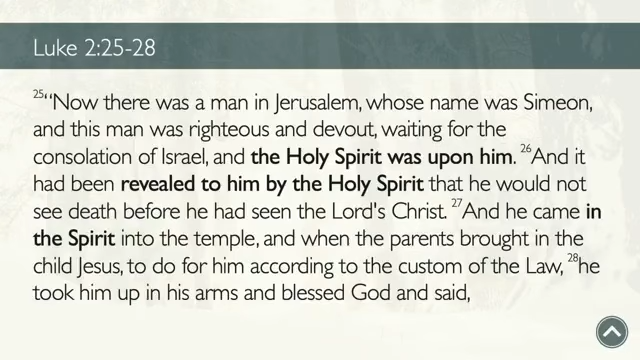 Luke 2:25-28
25“Now there was a man in Jerusalem, whose name was Simeon,
and this man was righteous and devout, waiting for the
consolation of Israel, and the Holy Spirit was upon him. 26And it
had been revealed to him by the Holy Spirit that he would not
see death before he had seen the Lord's Christ. 27And he came in
the Spirit into the temple, and when the parents brought in the
child Jesus, to do for him according to the custom of the Law, 28he
took him up in his arms and blessed God and said,